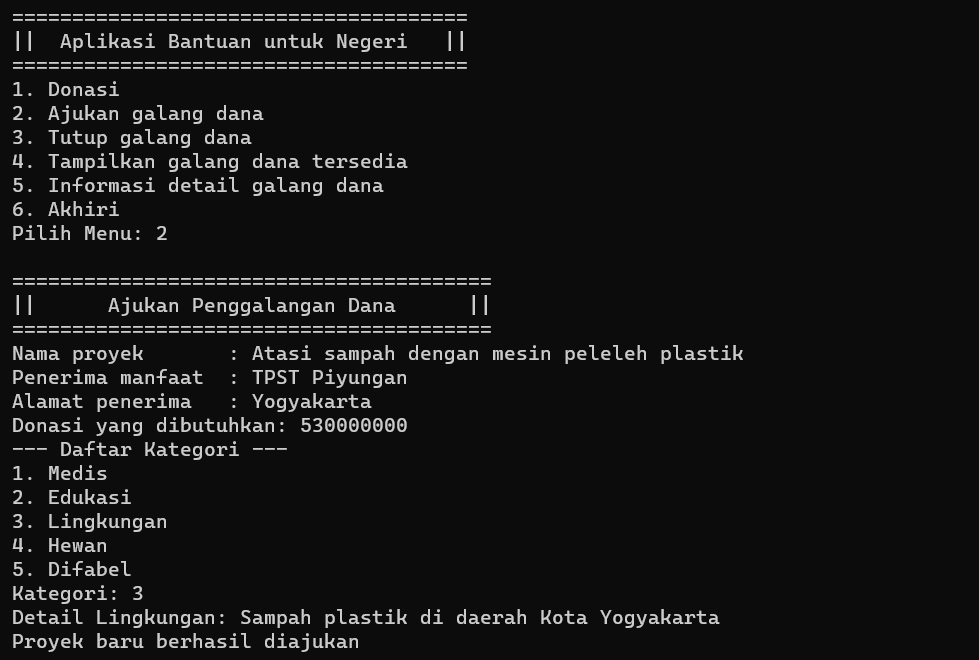 ======================================
||  Aplikasi Bantuan untuk Negeri   ||
======================================
1. Donasi
2. Ajukan galang dana
3. Tutup galang dana
4. Tampilkan galang dana tersedia
5. Informasi detail galang dana
6. Akhiri
Pilih Menu: 2

========================================
||      Ajukan Penggalangan Dana      ||
========================================
Nama proyek       : Atasi sampah dengan mesin peleleh plastik
Penerima manfaat  : TPST Piyungan
Alamat penerima   : Yogyakarta
Donasi yang dibutuhkan: 530000000
--- Daftar Kategori ---
1. Medis
2. Edukasi
3. Lingkungan
4. Hewan
5. Difabel
Kategori: 3
Detail Lingkungan: Sampah plastik di daerah Kota Yogyakarta
Proyek baru berhasil diajukan